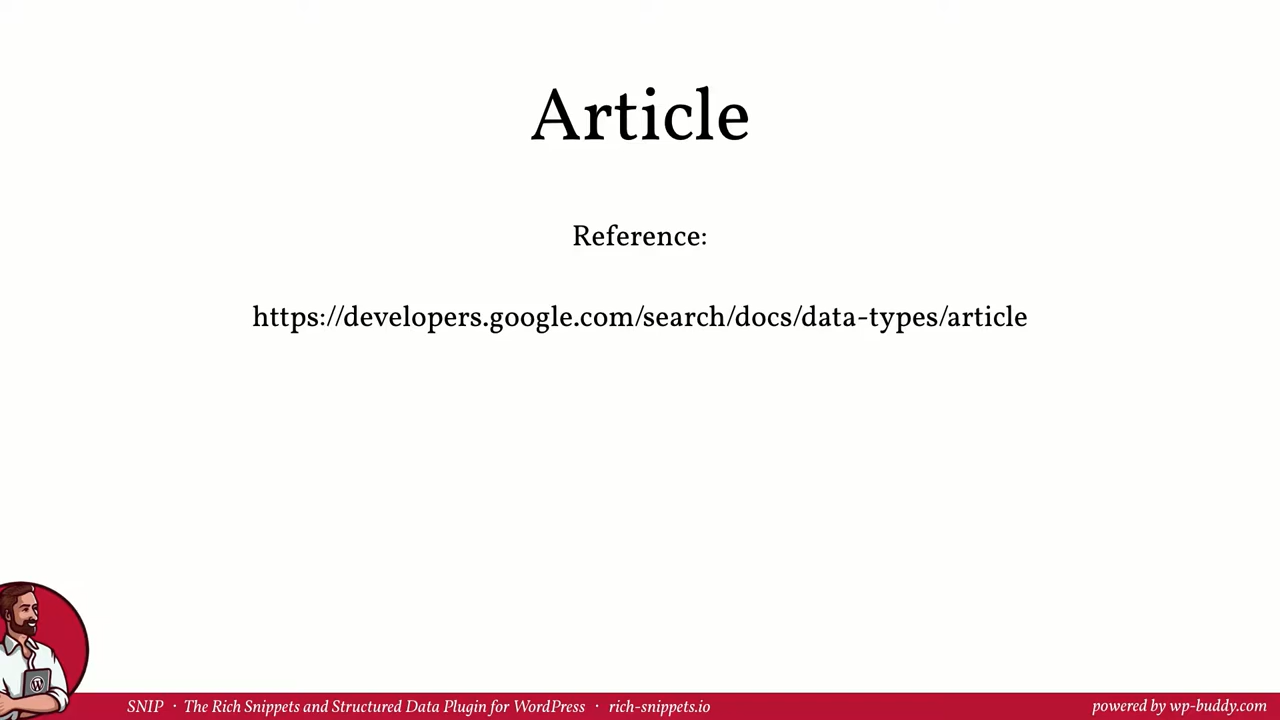 Article
Reference:
https://developers.google.com/search/docs/data-types/article
SNIP · The Rich Snippets and Structured Data Plugin for WordPress · rich-snippets.io
powered by wp-buddy.com